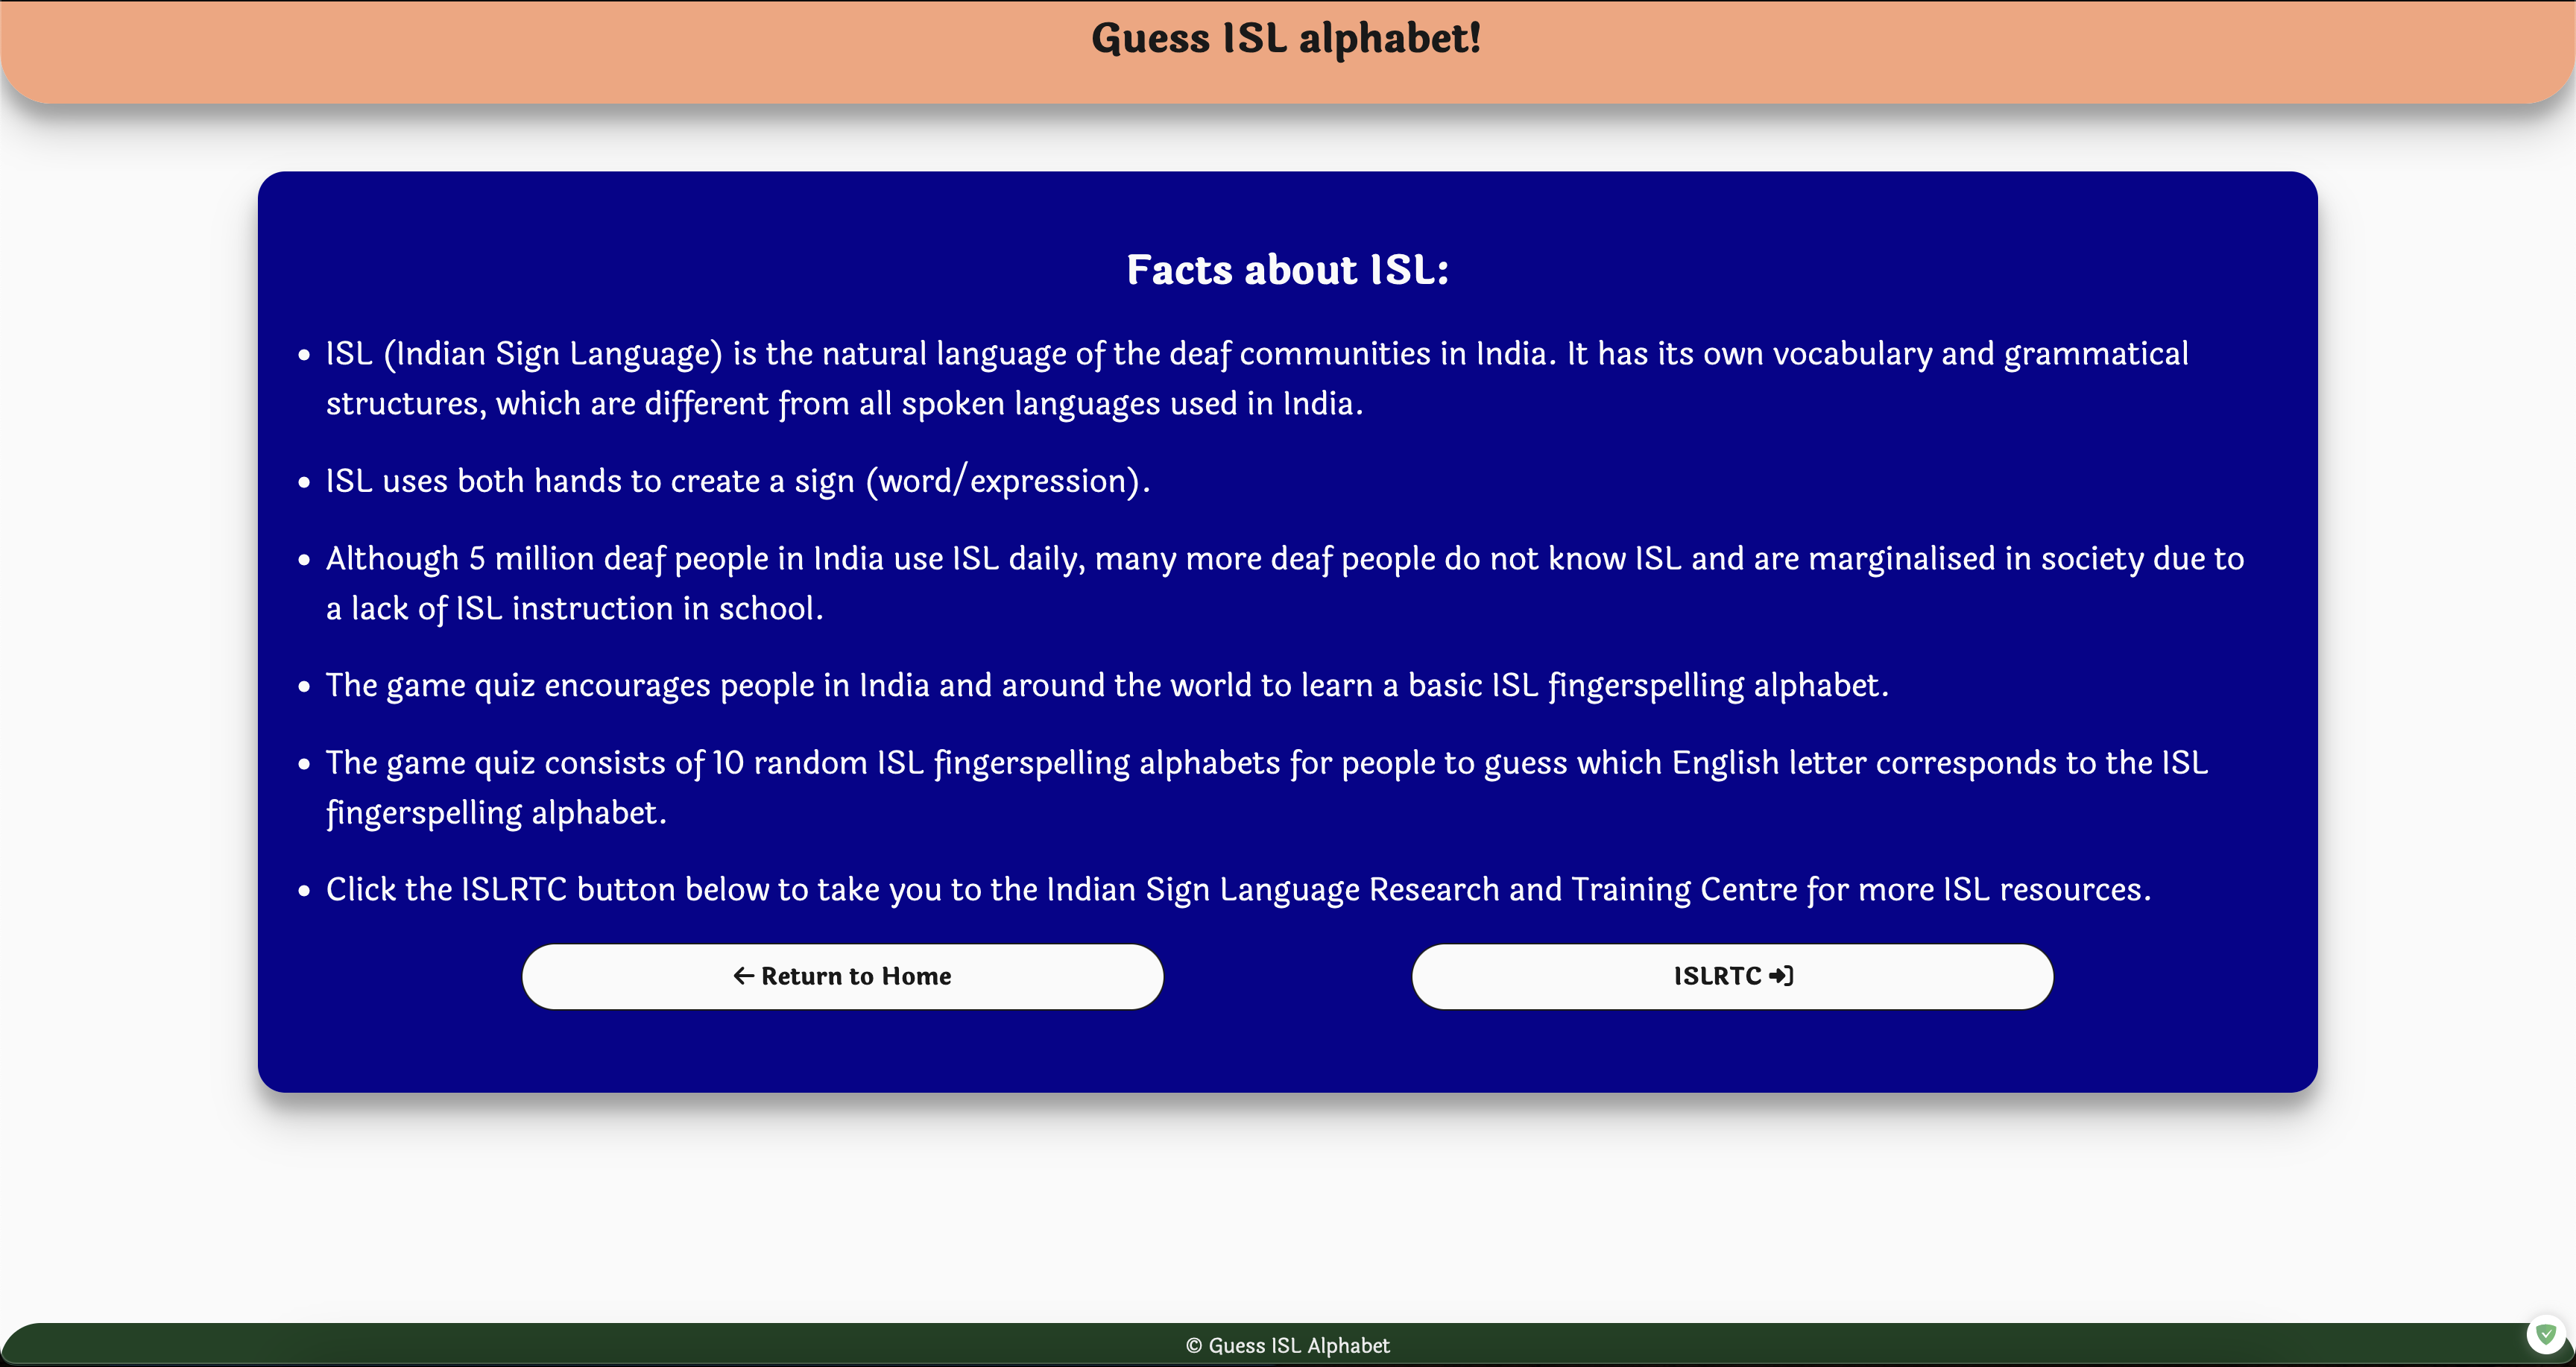 Guess ISL alphabet!
Facts about ISL:
• ISL (Indian Sign Language) is the natural language of the deaf communities in India. It has its own vocabulary and grammatical
structures, which are different from all spoken languages used in India.
• ISL uses both hands to create a sign (word/expression).
• Although 5 million deaf people in India use ISL daily, many more deaf people do not know ISL and are marginalised in society due to
a lack of ISL instruction in school.
• The game quiz encourages people in India and around the world to learn a basic ISL fingerspelling alphabet.
• The game quiz consists of 10 random ISL fingerspelling alphabets for people to guess which English letter corresponds to the ISL
fingerspelling alphabet.
• Click the ISLRTC button below to take you to the Indian Sign Language Research and Training Centre for more ISL resources.
Return to Home
ISLRTC
© Guess ISL Alphabet